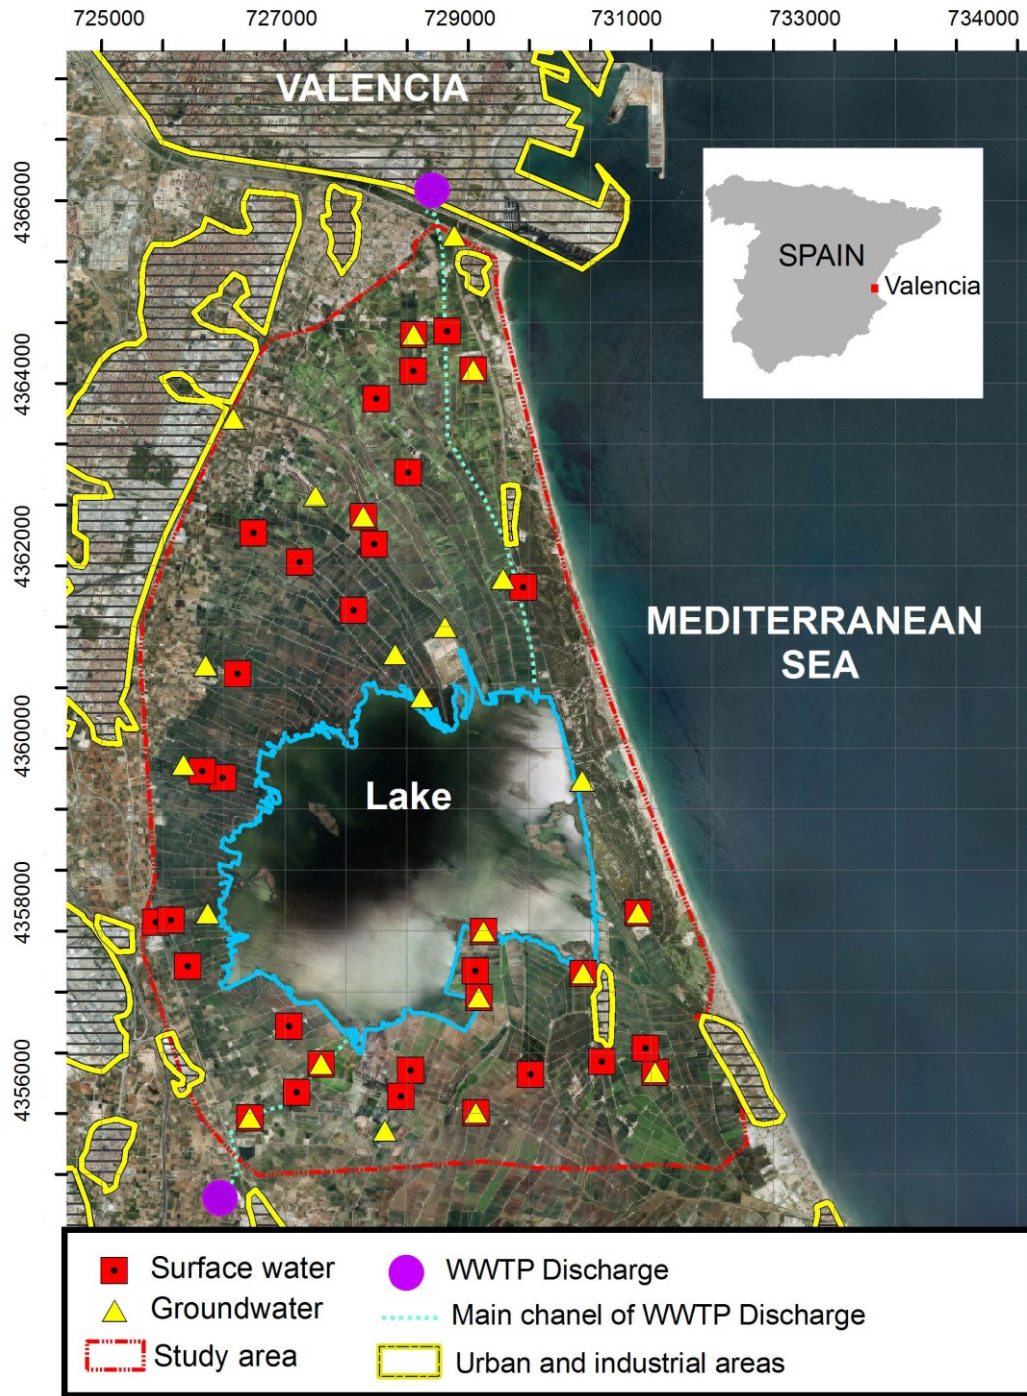 725000 727000 729000 731000 733000 734000
VALENCIA
4366000
SPAIN
Valencia
4364000
4362000
MEDITERRANEAN
SEA
4360000
Lake
4358000
4356000
Surface water
WWTP Discharge
Groundwater
Main chanel of WWTP Discharge
Study area
Urban and industrial areas